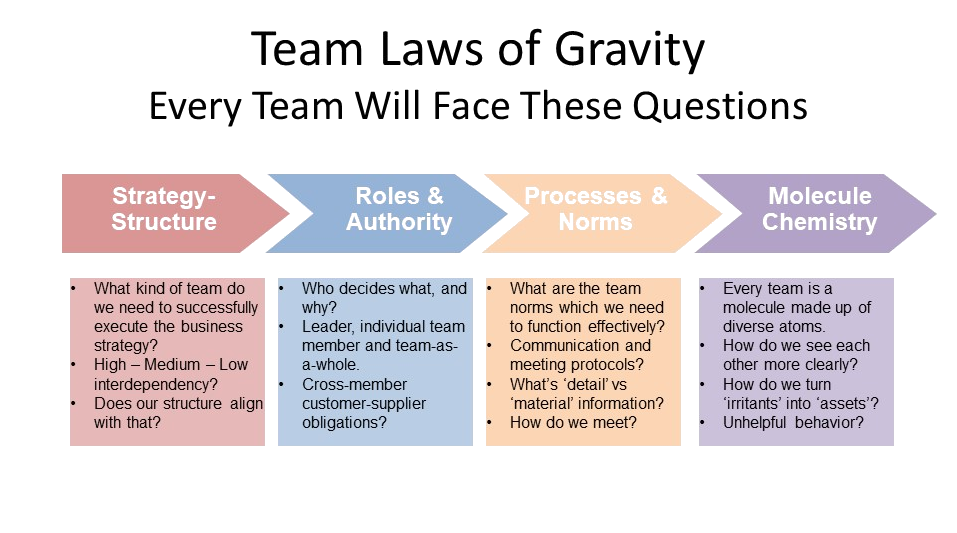 Team Laws of Gravity
Every Team Will Face These Questions
Strategy-
Structure
Roles &
Authority
Processes &
Norms
Molecule
Chemistry
• What kind of team do
we need to successfully
execute the business
strategy?
• High – Medium – Low
interdependency?
• Does our structure align
with that?
• Who decides what, and
why?
• Leader, individual team
member and team-as-
a-whole.
• Cross-member
customer-supplier
obligations?
• What are the team
norms which we need
to function effectively?
• Communication and
meeting protocols?
• What’s ‘detail’ vs
‘material’ information?
• How do we meet?
• Every team is a
molecule made up of
diverse atoms.
• How do we see each
other more clearly?
• How do we turn
‘irritants’ into ‘assets’?
• Unhelpful behavior?